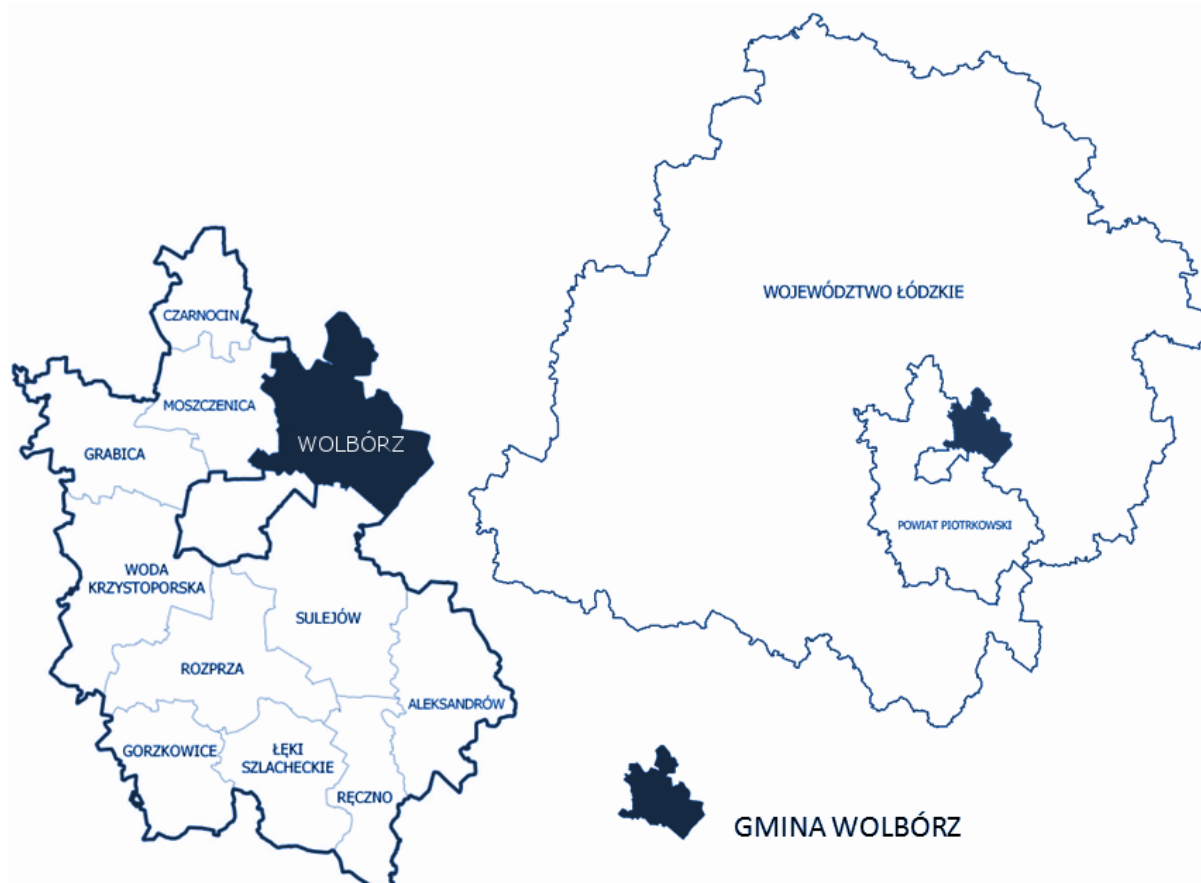 CZARNOCIN
MOSZCZENICA
GRABICA
WOLBÓRZ
WODA
KRZYSTOPORSKA
SULEJÓW
ROZPRZA
ALEKSANDRÓW
GORZKOWICE
ŁĘKI
SZLACHECKIE
RĘCZNO
WOJEWÓDZTWO ŁÓDZKIE
POWIAT PIOTRKOWSKI
GMINA WOLBÓRZ